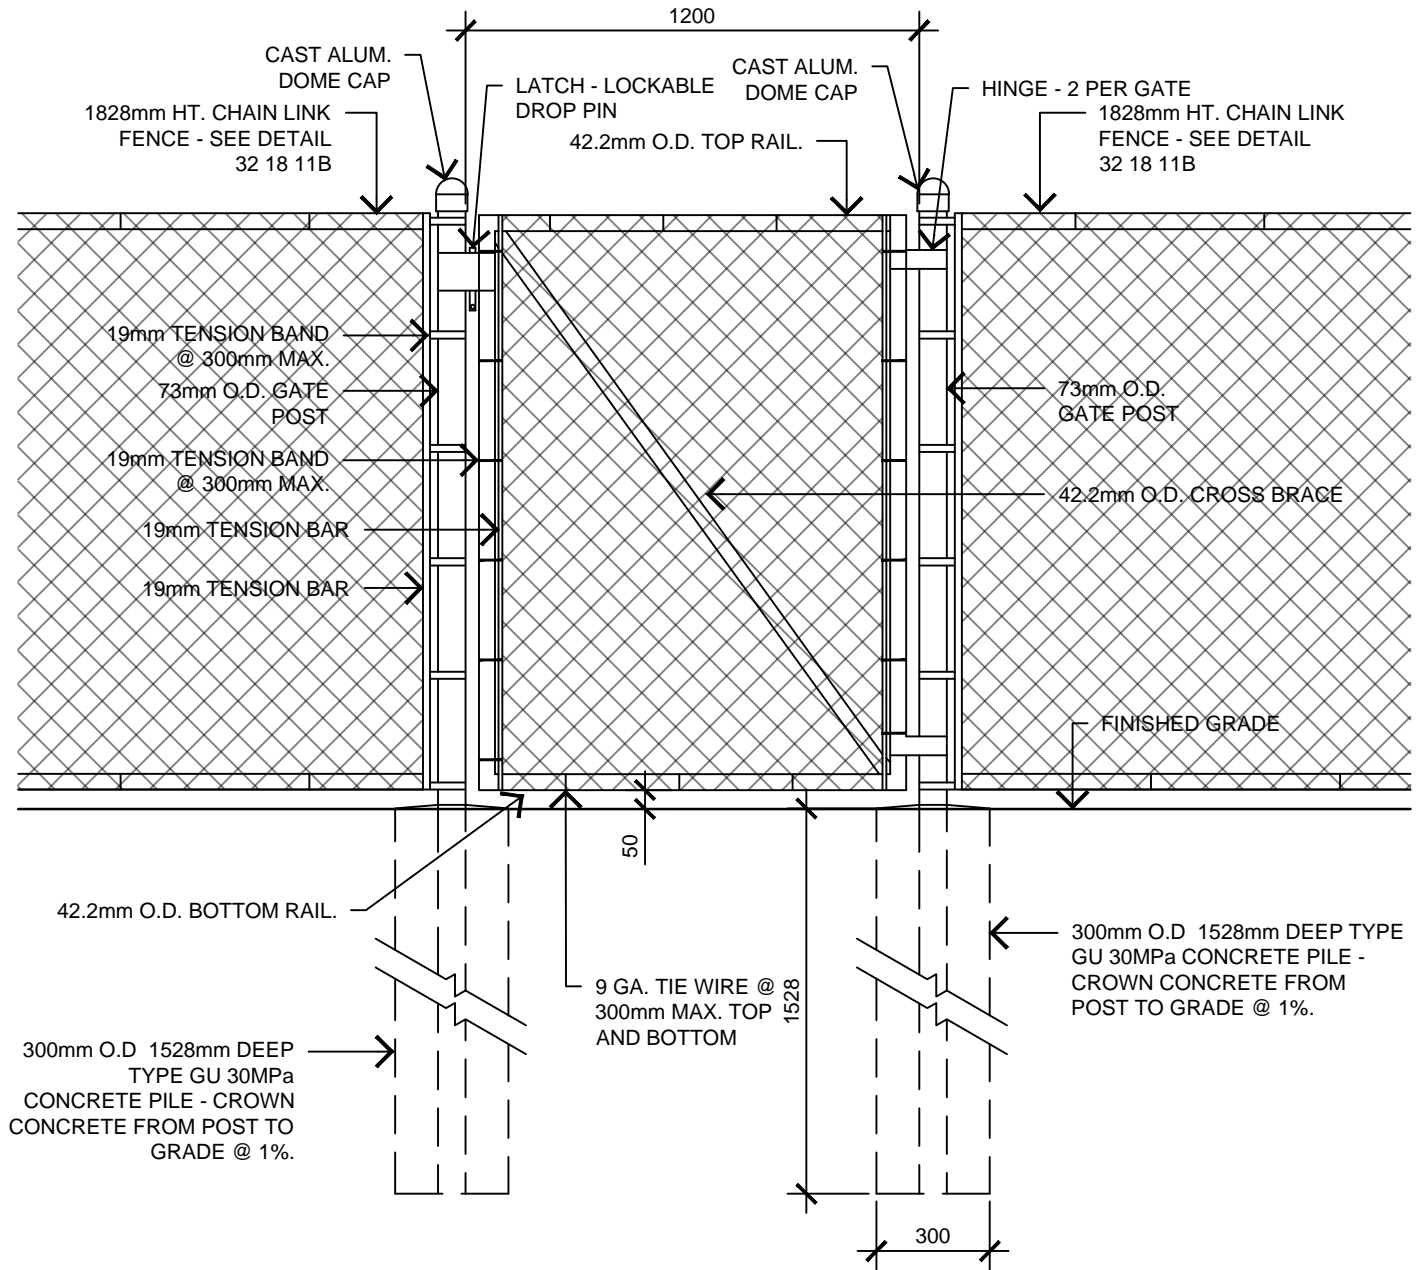 1200
CAST ALUM.
DOME CAP
LATCH - LOCKABLE
DROP PIN
CAST ALUM.
DOME CAP
HINGE - 2 PER GATE
1828mm HT. CHAIN LINK
FENCE - SEE DETAIL
32 18 11B
42.2mm O.D. TOP RAIL.
1828mm HT. CHAIN LINK
FENCE - SEE DETAIL
32 18 11B
19mm TENSION BAND
@ 300mm MAX.
73mm O.D. GATE
POST
73mm O.D.
GATE POST
19mm TENSION BAND
@ 300mm MAX.
42.2mm O.D. CROSS BRACE
19mm TENSION BAR
19mm TENSION BAR
FINISHED GRADE
50
42.2mm O.D. BOTTOM RAIL.
9 GA. TIE WIRE @
300mm MAX. TOP
AND BOTTOM
1528
300mm O.D 1528mm DEEP TYPE
GU 30MPa CONCRETE PILE -
CROWN CONCRETE FROM
POST TO GRADE @ 1%.
300mm O.D 1528mm DEEP
TYPE GU 30MPa
CONCRETE PILE - CROWN
CONCRETE FROM POST TO
GRADE @ 1%.
300